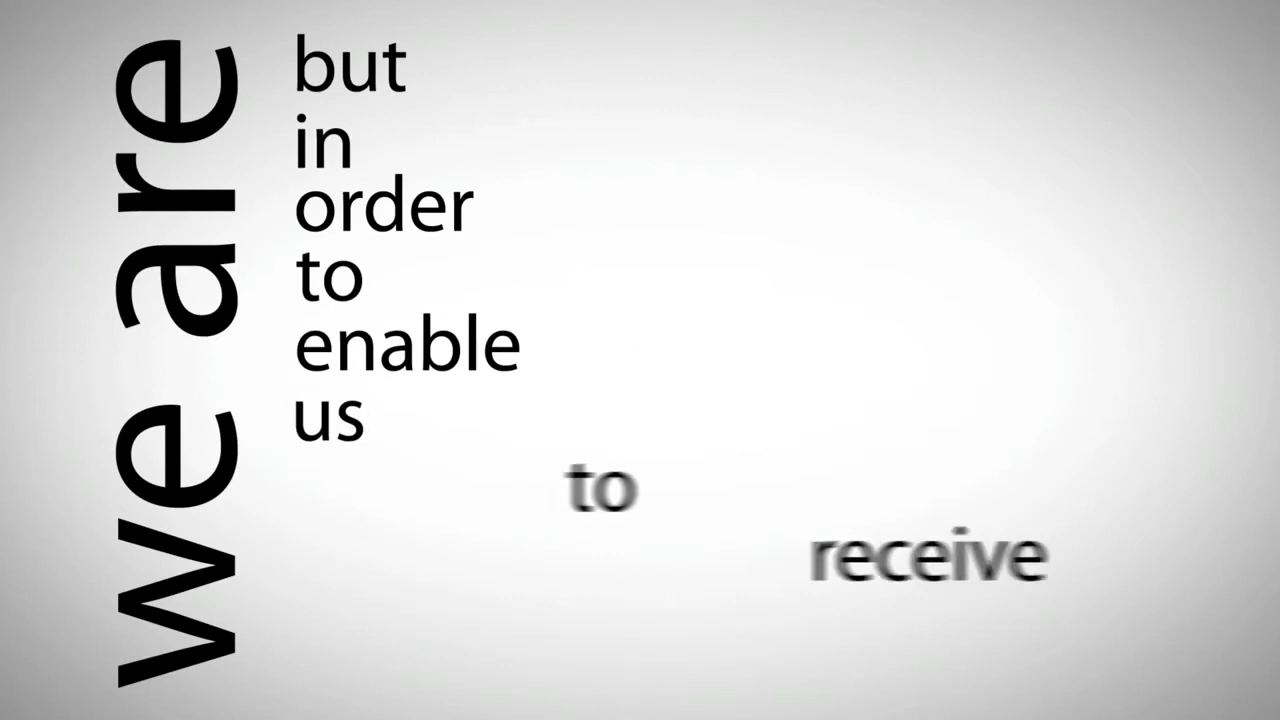 we are
but
in
order
to
enable
us
to
receive